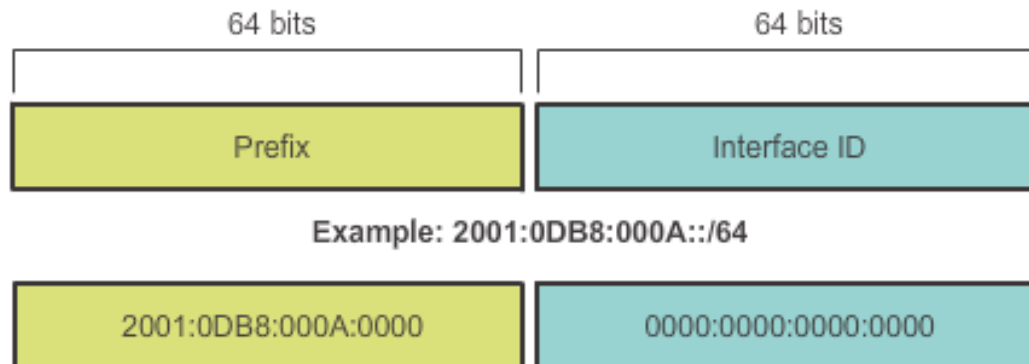 64 bits 64 bits
Prefix Interface ID
Example: 2001:0DB8:000A::/64
2001:0DB8:000A:0000 0000:0000:0000:0000